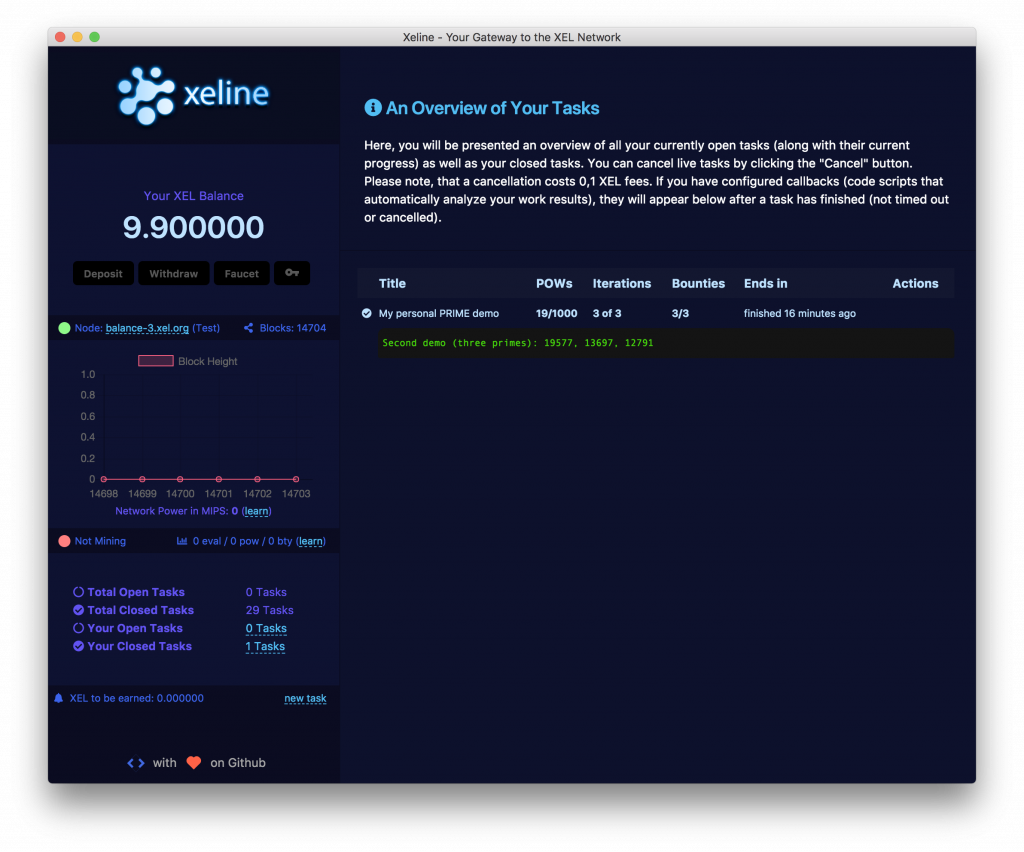 Xeline - Your Gateway to the XEL Network
xeline
Your XEL Balance
9.900000
Deposit Withdraw Faucet
Node: balance-3.xel.org (Test) Blocks: 14704
Block Height
1.0
0.8
0.6
0.4
0.2
0
14698 14699 14700 14701 14702 14703
Network Power in MIPS: 0 (learn)
Not Mining 0 eval / 0 pow / 0 bty (learn)
Total Open Tasks 0 Tasks
Total Closed Tasks 29 Tasks
Your Open Tasks 0 Tasks
Your Closed Tasks 1 Tasks
XEL to be earned: 0.000000 new task
<> with on Github
An Overview of Your Tasks
Here, you will be presented an overview of all your currently open tasks (along with their current
progress) as well as your closed tasks. You can cancel live tasks by clicking the "Cancel" button.
Please note, that a cancellation costs 0,1 XEL fees. If you have configured callbacks (code scripts that
automatically analyze your work results), they will appear below after a task has finished (not timed out
or cancelled).
Title POWs Iterations Bounties Ends in Actions
My personal PRIME demo 19/1000 3 of 3 3/3 finished 16 minutes ago
Second demo (three primes): 19577, 13697, 12791